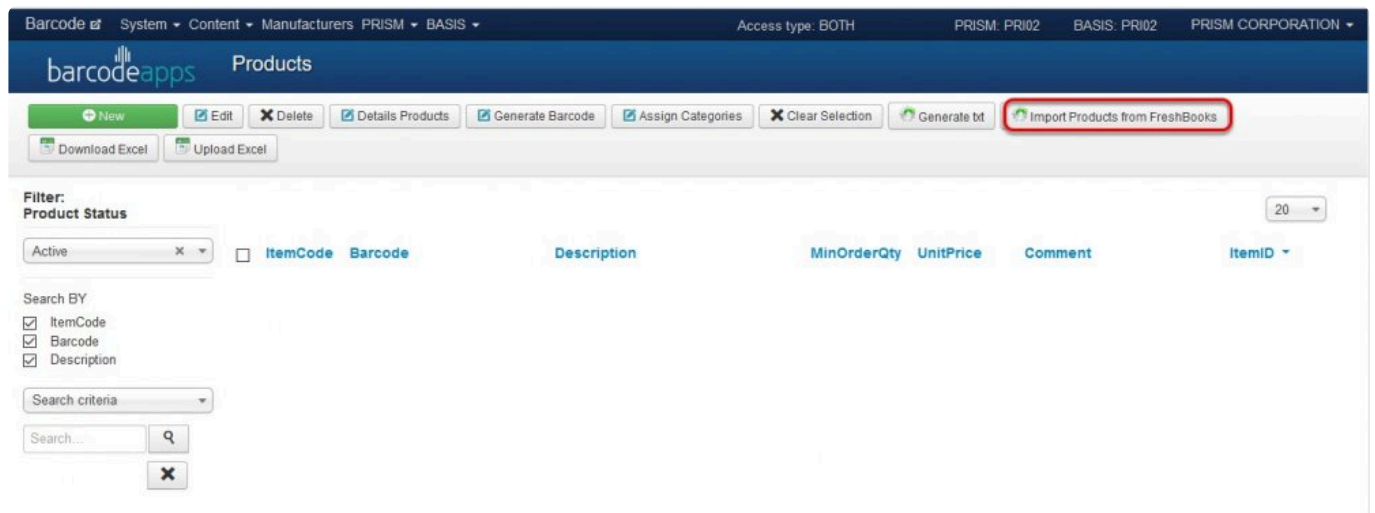 Barcode System Content Manufacturers PRISM BASIS Access type: BOTH PRISM: PRI02 BASIS: PRI02 PRISM CORPORATION
barcodeapps Products
New Edit Delete Details Products Generate Barcode Assign Categories Clear Selection Generate txt Import Products from FreshBooks
Download Excel Upload Excel
Filter:
Product Status
20
Active
ItemCode Barcode Description MinOrderQty UnitPrice Comment ItemID
Search BY
ItemCode
Barcode
Description
Search criteria
Search...